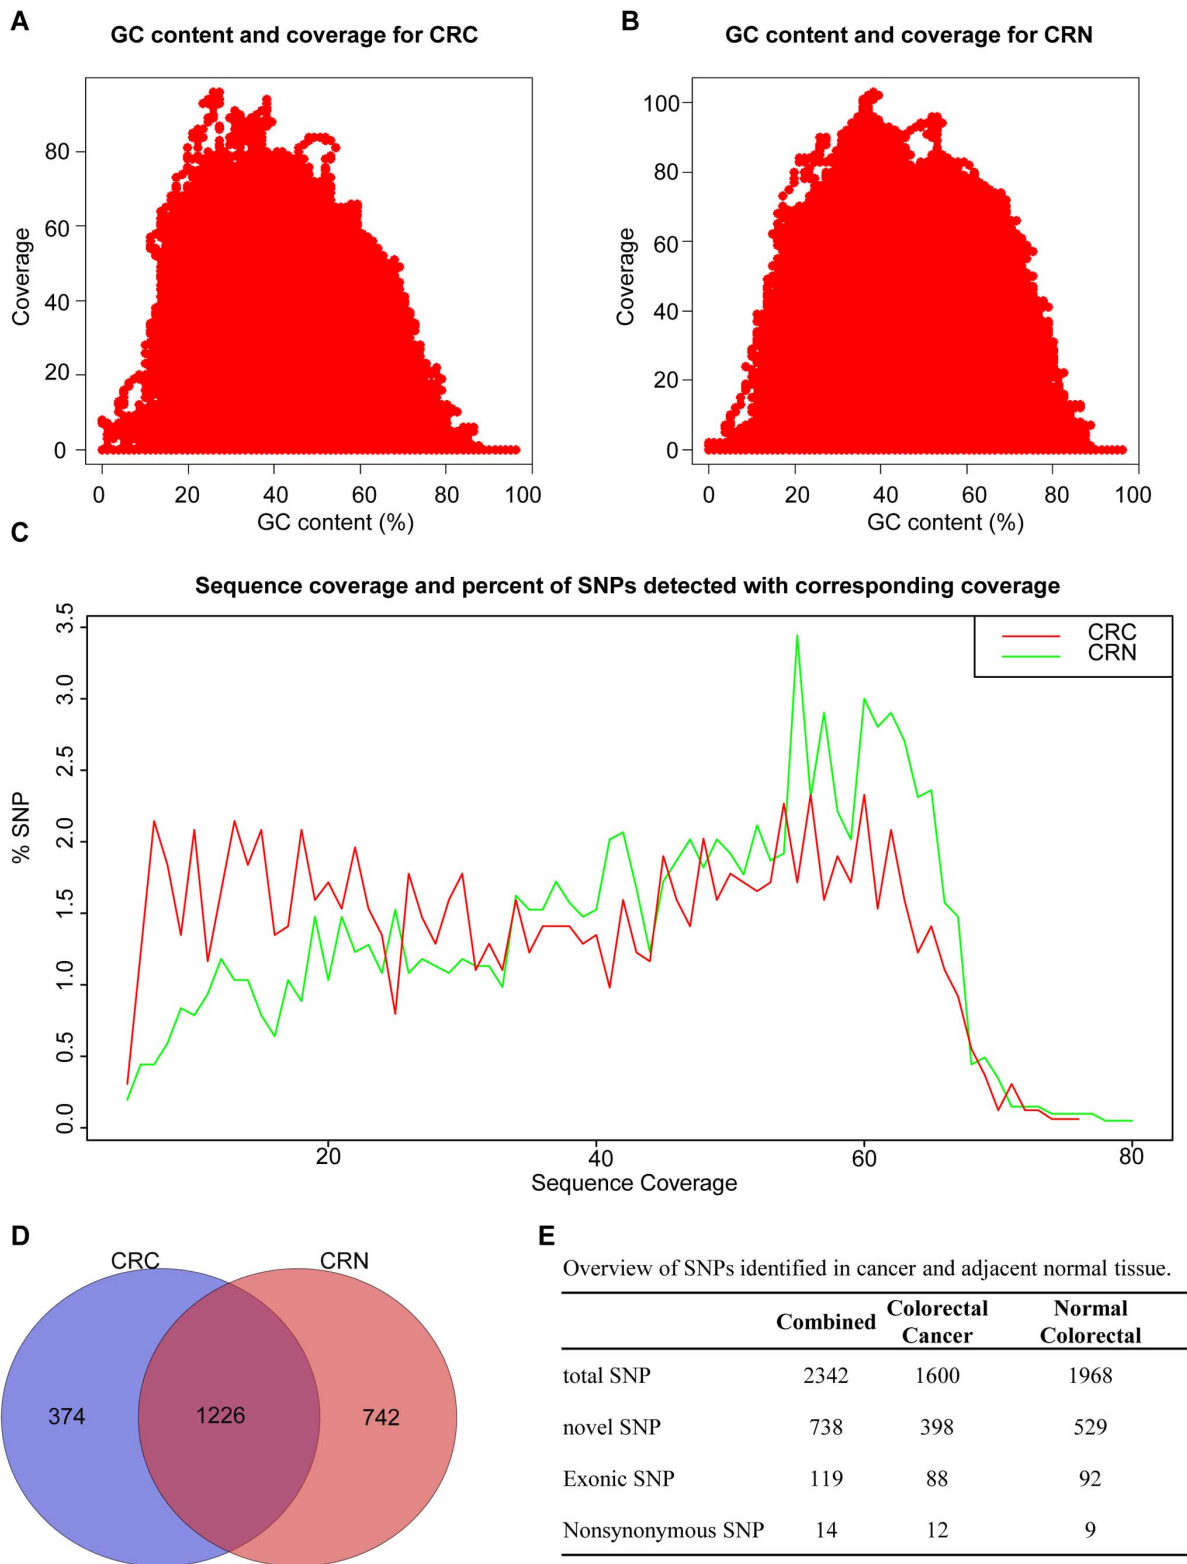 A
GC content and coverage for CRC
Coverage
80
60
40
20
0
0 20 40 60 80 100
GC content (%)
B
GC content and coverage for CRN
Coverage
100
80
60
40
20
0
0 20 40 60 80 100
GC content (%)
C
Sequence coverage and percent of SNPs detected with corresponding coverage
CRC
CRN
% SNP
3.5
3.0
2.5
2.0
1.5
1.0
0.5
0.0
20 40 60 80
Sequence Coverage
D
CRC CRN
374 1226 742
E
Overview of SNPs identified in cancer and adjacent normal tissue.
Combined Colorectal Cancer Normal Colorectal
total SNP 2342 1600 1968
novel SNP 738 398 529
Exonic SNP 119 88 92
Nonsynonymous SNP 14 12 9